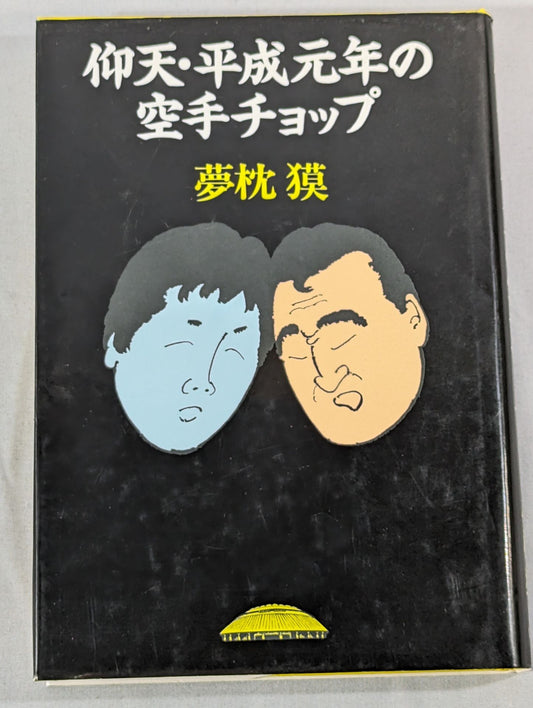 仰天・平成元年の
空手チョップ
夢枕 獏